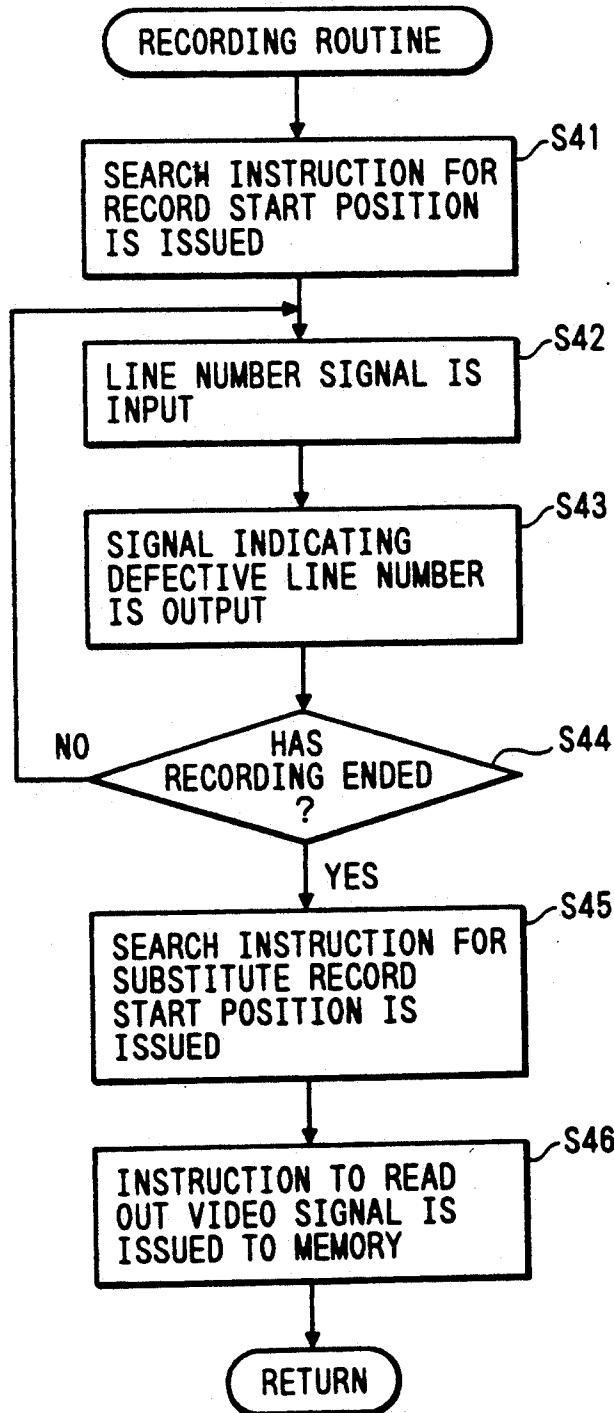 RECORDING ROUTINE
S41
SEARCH INSTRUCTION FOR
RECORD START POSITION
IS ISSUED
S42
LINE NUMBER SIGNAL IS
INPUT
S43
SIGNAL INDICATING
DEFECTIVE LINE NUMBER
IS OUTPUT
NO
HAS
RECORDING ENDED
?
S44
YES
S45
SEARCH INSTRUCTION FOR
SUBSTITUTE RECORD
START POSITION IS
ISSUED
S46
INSTRUCTION TO READ
OUT VIDEO SIGNAL IS
ISSUED TO MEMORY
RETURN